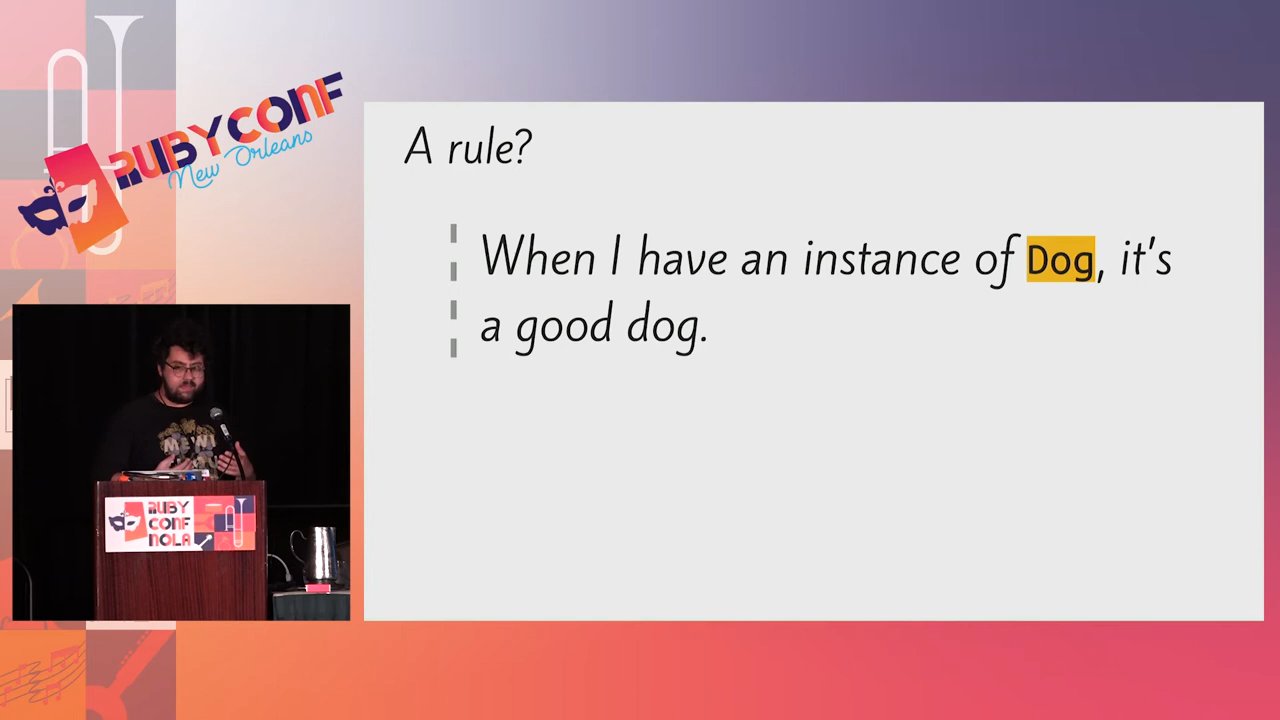 RUBYCONF
New Orleans
A rule?
When I have an instance of Dog, it's
a good dog.
RUBY
CONF
NOLA